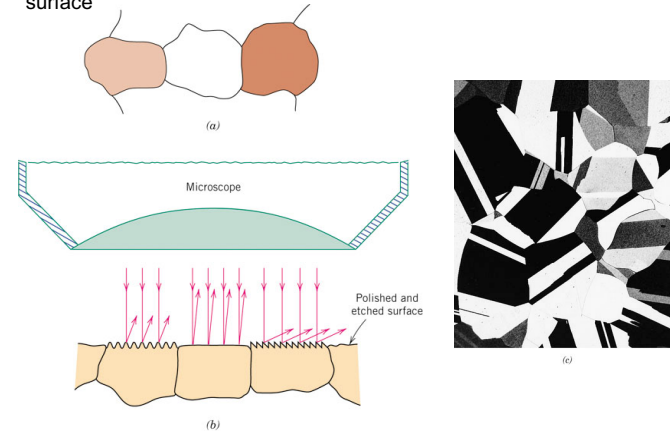 surface
(a)
Microscope
Polished and
etched surface
(b)
(c)